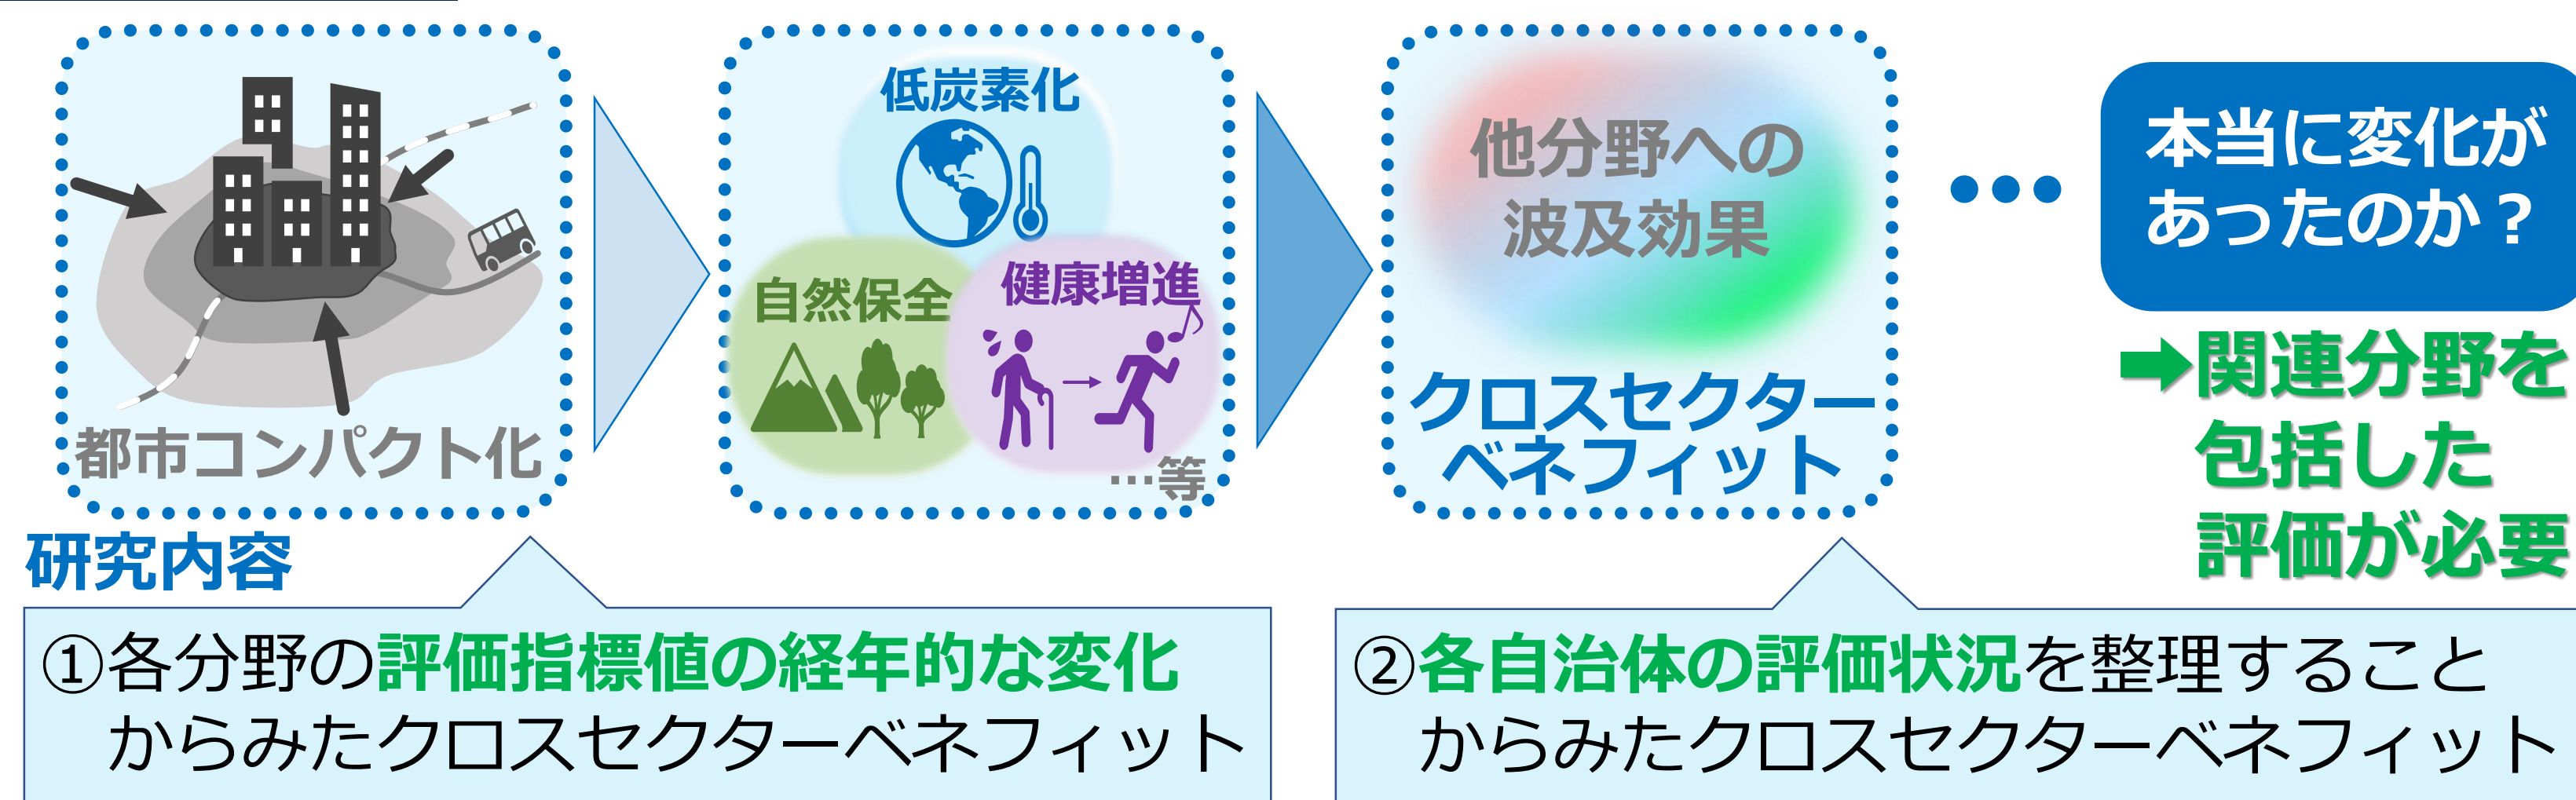 都市コンパクト化
低炭素化
自然保全
健康増進
…等
他分野への
波及効果
クロスセクター
ベネフィット
•••
本当に変化が
あったのか？
➡関連分野を
包括した
評価が必要
研究内容
①各分野の評価指標値の経年的な変化
からみたクロスセクターベネフィット
②各自治体の評価状況を整理すること
からみたクロスセクターベネフィット